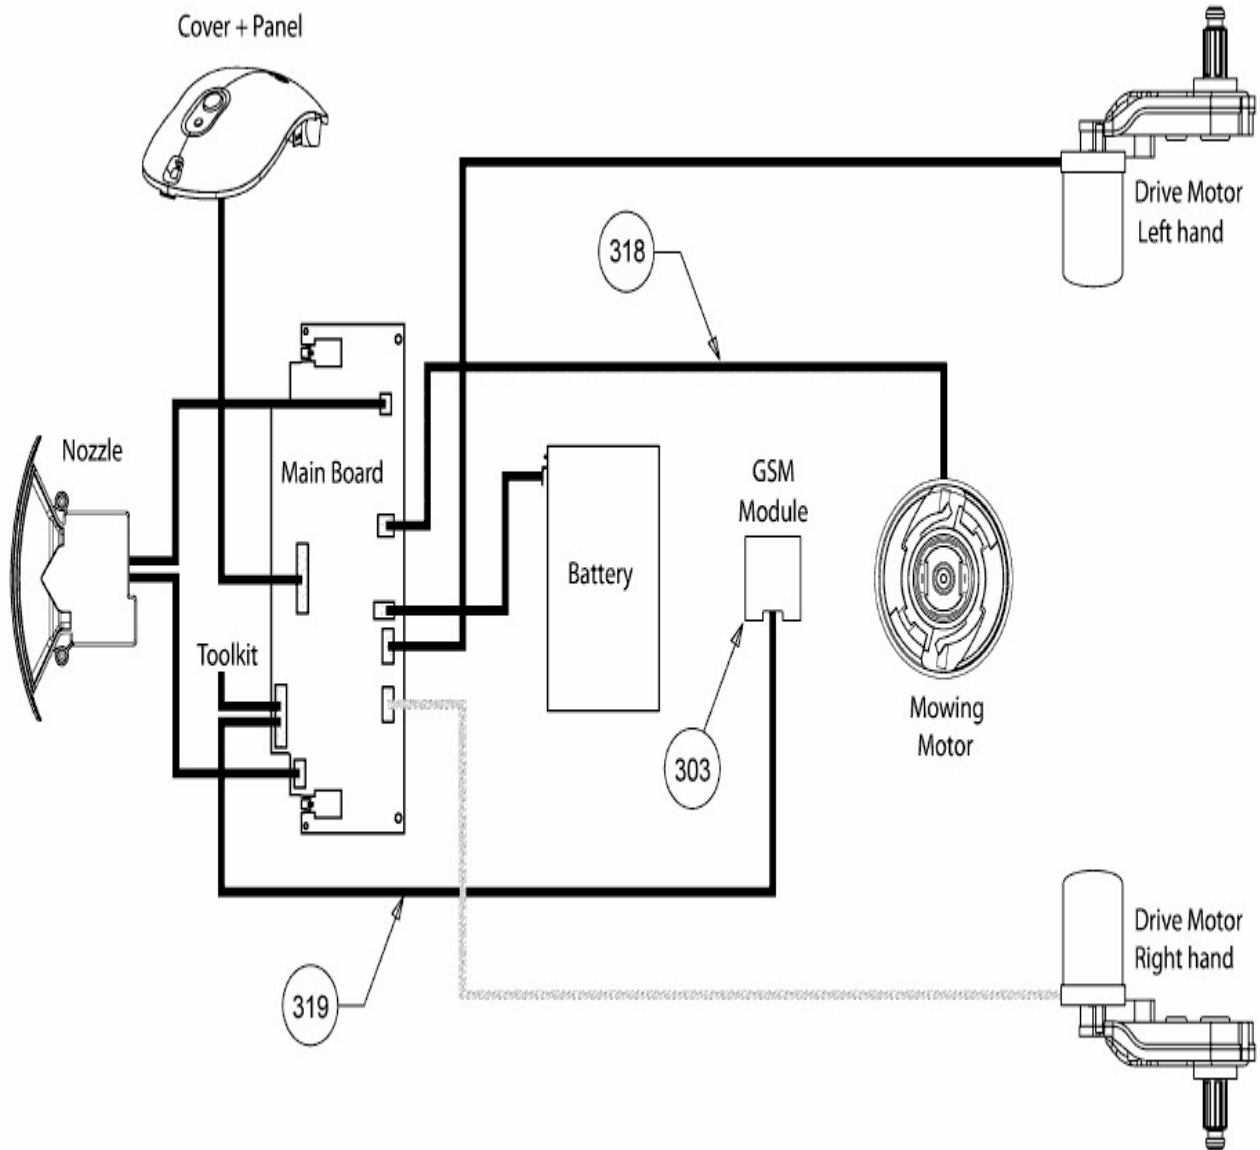 Cover + Panel
Drive Motor
Left hand
318
Nozzle
Main Board
GSM
Module
Battery
Toolkit
Mowing
Motor
303
Drive Motor
Right hand
319